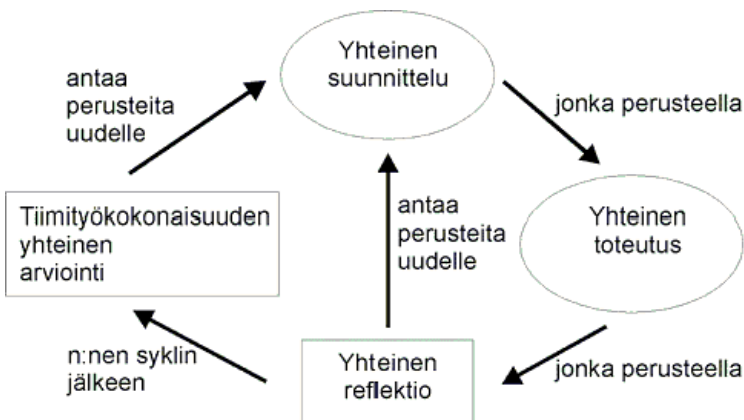 Yhteinen
suunnittelu
antaa
perusteita
uudelle
jonka perusteella
Tiimityökokonaisuuden
yhteinen
arviointi
antaa
perusteita
uudelle
Yhteinen
toteutus
n:nen syklin
jälkeen
Yhteinen
reflektio
jonka perusteella